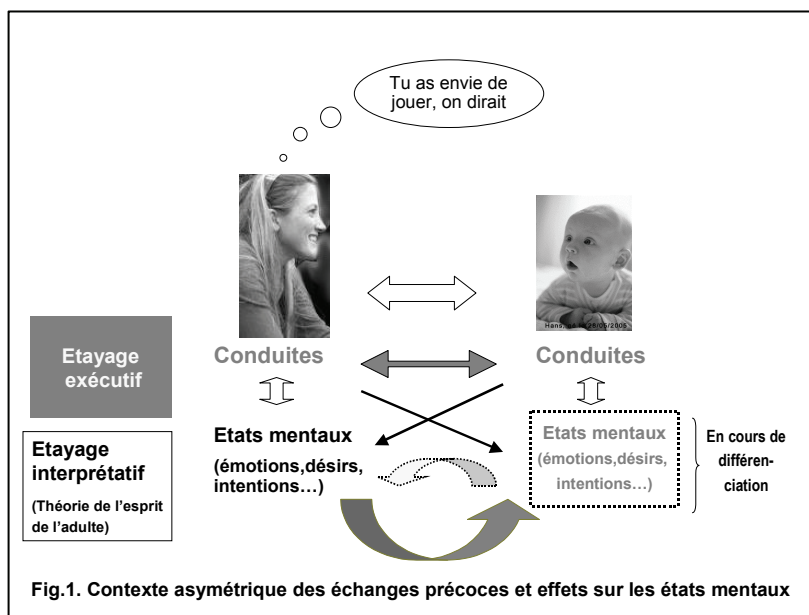 Tu as envie de
jouer, on dirait
Conduites
Conduites
Etayage
exécutif
Etayage
interprétatif
(Théorie de l'esprit
de l'adulte)
Etats mentaux
(émotions,désirs,
intentions…)
Etats mentaux
(émotions,désirs,
intentions…)
En cours de
différen-
ciation
Fig.1. Contexte asymétrique des échanges précoces et effets sur les états mentaux